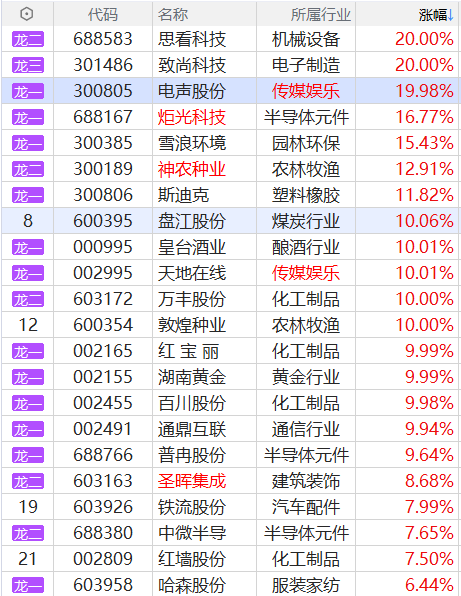 代码 名称 所属行业 涨幅↓
龙二 688583 思看科技 机械设备 20.00%
龙三 301486 致尚科技 电子制造 20.00%
龙一 300805 电声股份 传媒娱乐 19.98%
龙一 688167 炬光科技 半导体元件 16.77%
龙二 300385 雪浪环境 园林环保 15.43%
龙二 300189 神农种业 农林牧渔 12.91%
龙一 300806 斯迪克 塑料橡胶 11.82%
8 600395 盘江股份 煤炭行业 10.06%
龙一 000995 皇台酒业 酿酒行业 10.01%
龙一 002995 天地在线 传媒娱乐 10.01%
龙二 603172 万丰股份 化工制品 10.00%
12 600354 敦煌种业 农林牧渔 10.00%
龙一 002165 红 宝 丽 化工制品 9.99%
龙一 002155 湖南黄金 黄金行业 9.99%
龙一 002455 百川股份 化工制品 9.98%
龙一 002491 通鼎互联 通信行业 9.94%
龙一 688766 普冉股份 半导体元件 9.64%
龙二 603163 圣晖集成 建筑装饰 8.68%
19 603926 铁流股份 汽车配件 7.99%
龙二 688380 中微半导 半导体元件 7.65%
21 002809 红墙股份 化工制品 7.50%
龙一 603958 哈森股份 服装家纺 6.44%